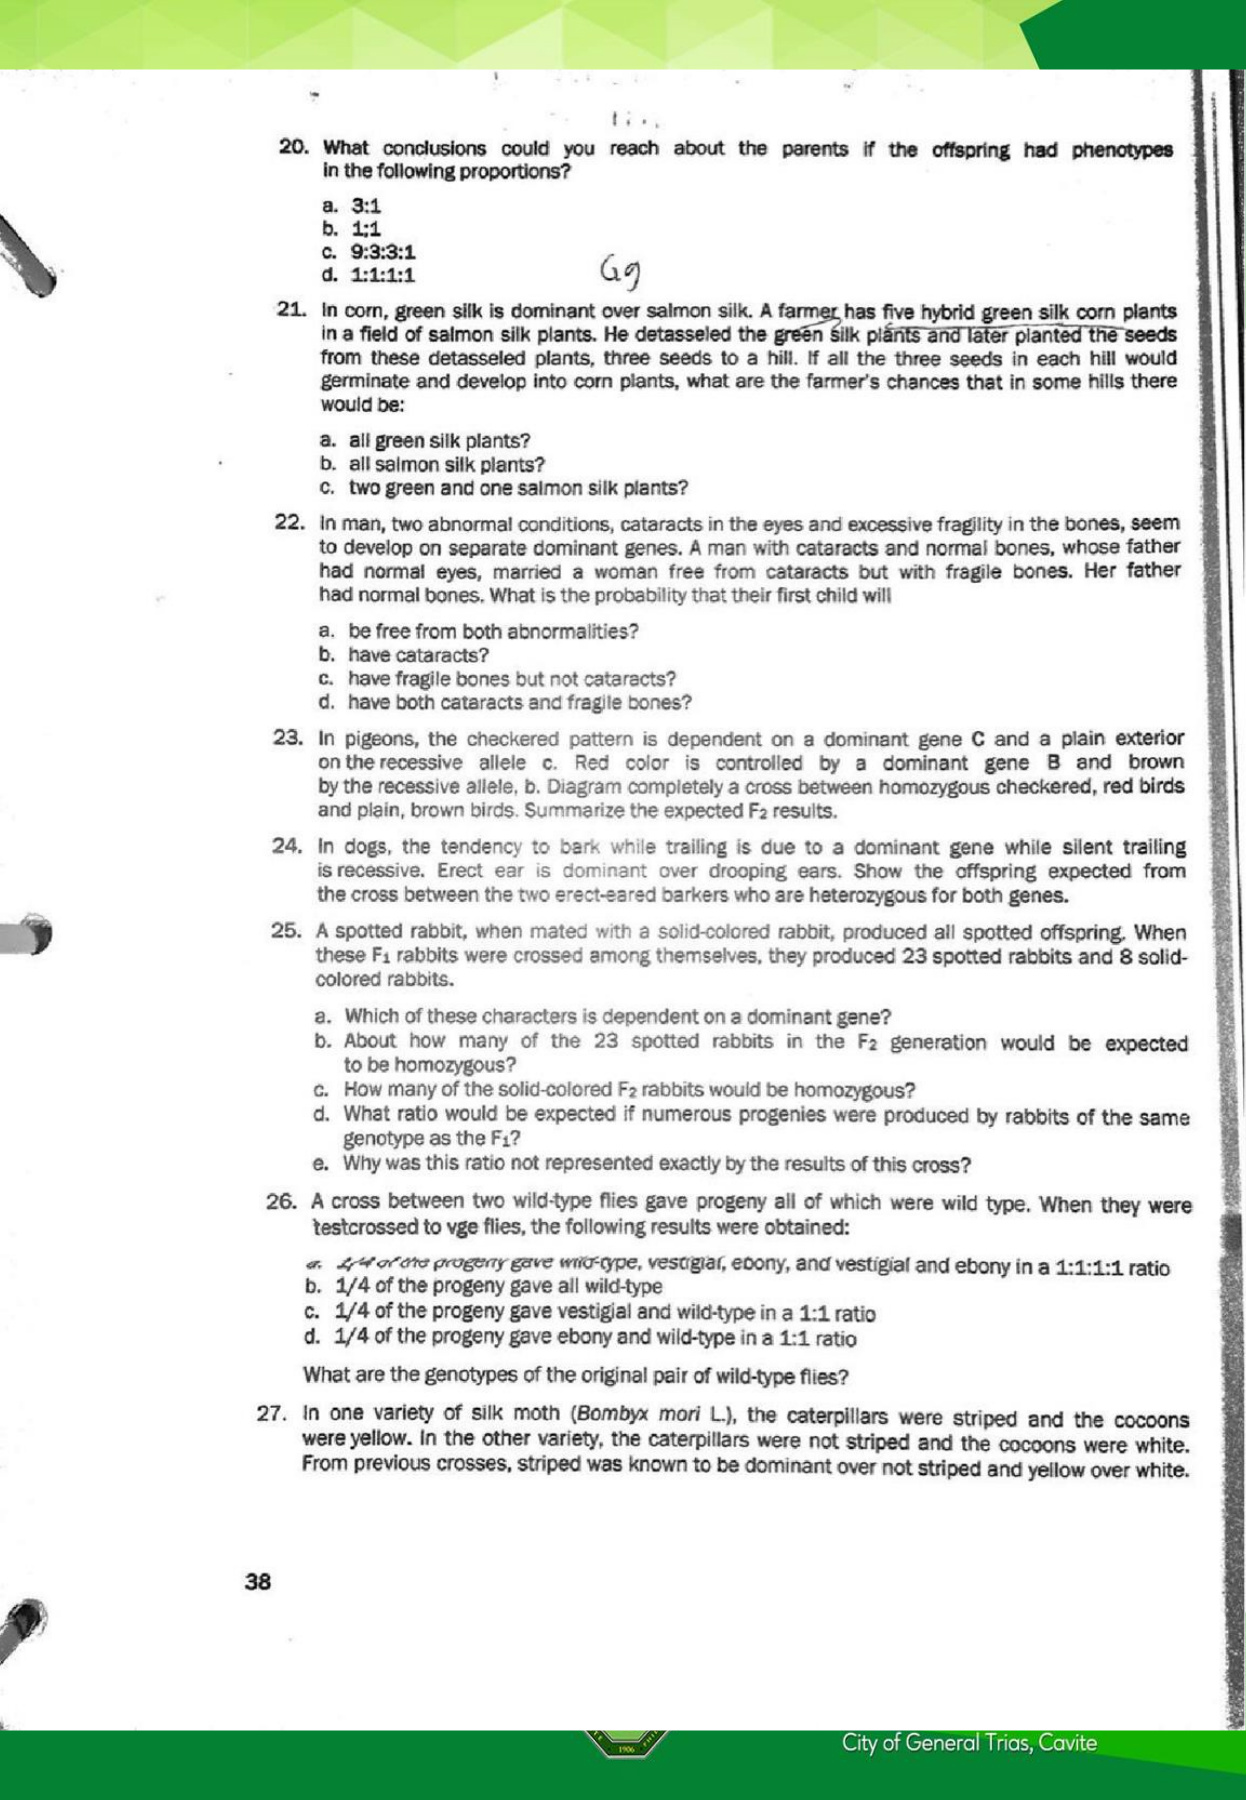 20. What conclusions could you reach about the parents if the offspring had phenotypes
in the following proportions?
a. 3:1
b. 1:1
c. 9:3:3:1
d. 1:1:1:1
Gg
21. In corn, green silk is dominant over salmon silk. A farmer has five hybrid green silk corn plants
in a field of salmon silk plants. He detasseled the green silk plants and later planted the seeds
from these detasseled plants, three seeds to a hill. If all the three seeds in each hill would
germinate and develop into corn plants, what are the farmer's chances that in some hills there
would be:
a. all green silk plants?
b. all salmon silk plants?
c. two green and one salmon silk plants?
22. In man, two abnormal conditions, cataracts in the eyes and excessive fragility in the bones, seem
to develop on separate dominant genes. A man with cataracts and normal bones, whose father
had normal eyes, married a woman free from cataracts but with fragile bones. Her father
had normal bones. What is the probability that their first child will
a. be free from both abnormalities?
b. have cataracts?
c. have fragile bones but not cataracts?
d. have both cataracts and fragile bones?
23. In pigeons, the checkered pattern is dependent on a dominant gene C and a plain exterior
on the recessive allele c. Red color is controlled by a dominant gene B and brown
by the recessive allele, b. Diagram completely a cross between homozygous checkered, red birds
and plain, brown birds. Summarize the expected F2 results.
24. In dogs, the tendency to bark while trailing is due to a dominant gene while silent trailing
is recessive. Erect ear is dominant over drooping ears. Show the offspring expected from
the cross between the two erect-eared barkers who are heterozygous for both genes.
25. A spotted rabbit, when mated with a solid-colored rabbit, produced all spotted offspring. When
these F1 rabbits were crossed among themselves, they produced 23 spotted rabbits and 8 solid-
colored rabbits.
a. Which of these characters is dependent on a dominant gene?
b. About how many of the 23 spotted rabbits in the F2 generation would be expected
to be homozygous?
c. How many of the solid-colored F2 rabbits would be homozygous?
d. What ratio would be expected if numerous progenies were produced by rabbits of the same
genotype as the F1?
e. Why was this ratio not represented exactly by the results of this cross?
26. A cross between two wild-type flies gave progeny all of which were wild type. When they were
testcrossed to vge flies, the following results were obtained:
a. 1/4 of the progeny gave wild-type, vestigial, ebony, and vestigial and ebony in a 1:1:1:1 ratio
b. 1/4 of the progeny gave all wild-type
c. 1/4 of the progeny gave vestigial and wild-type in a 1:1 ratio
d. 1/4 of the progeny gave ebony and wild-type in a 1:1 ratio
What are the genotypes of the original pair of wild-type flies?
27. In one variety of silk moth (Bombyx mori L.), the caterpillars were striped and the cocoons
were yellow. In the other variety, the caterpillars were not striped and the cocoons were white.
From previous crosses, striped was known to be dominant over not striped and yellow over white.
38
1906
City of General Trias, Cavite